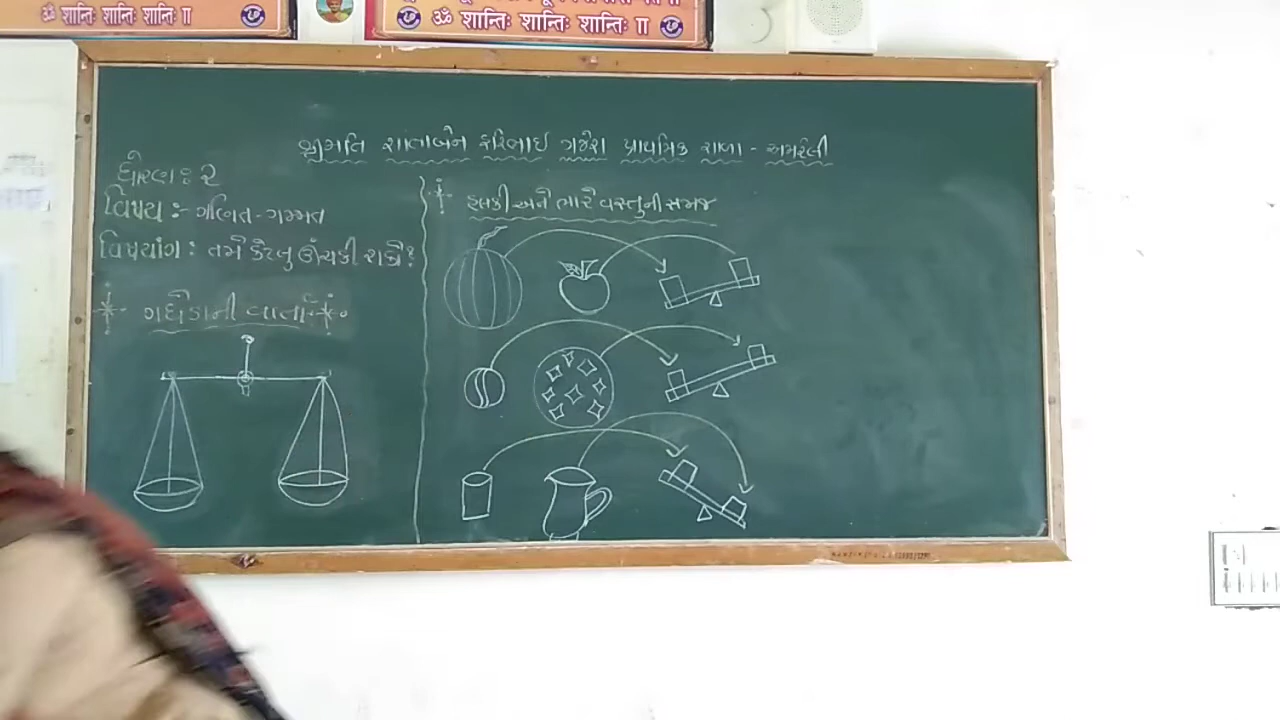 ॐ शान्तिः शान्तिः शान्तिः ॥
ॐ शान्तिः शान्तिः शान्तिः ॥
શ્રીમતિ શાંતાબેન હરિભાઈ ગજેરા પ્રાથમિક શાળા - અમરેલી
ધોરણ : ૨
વિષય :- ગણિત-ગમ્મત
વિષયાંગ : તમે કેટલુ ઊંચકી શકો ?
ગધેડાની વાર્તા
હલકી અને ભારે વસ્તુની સમજ